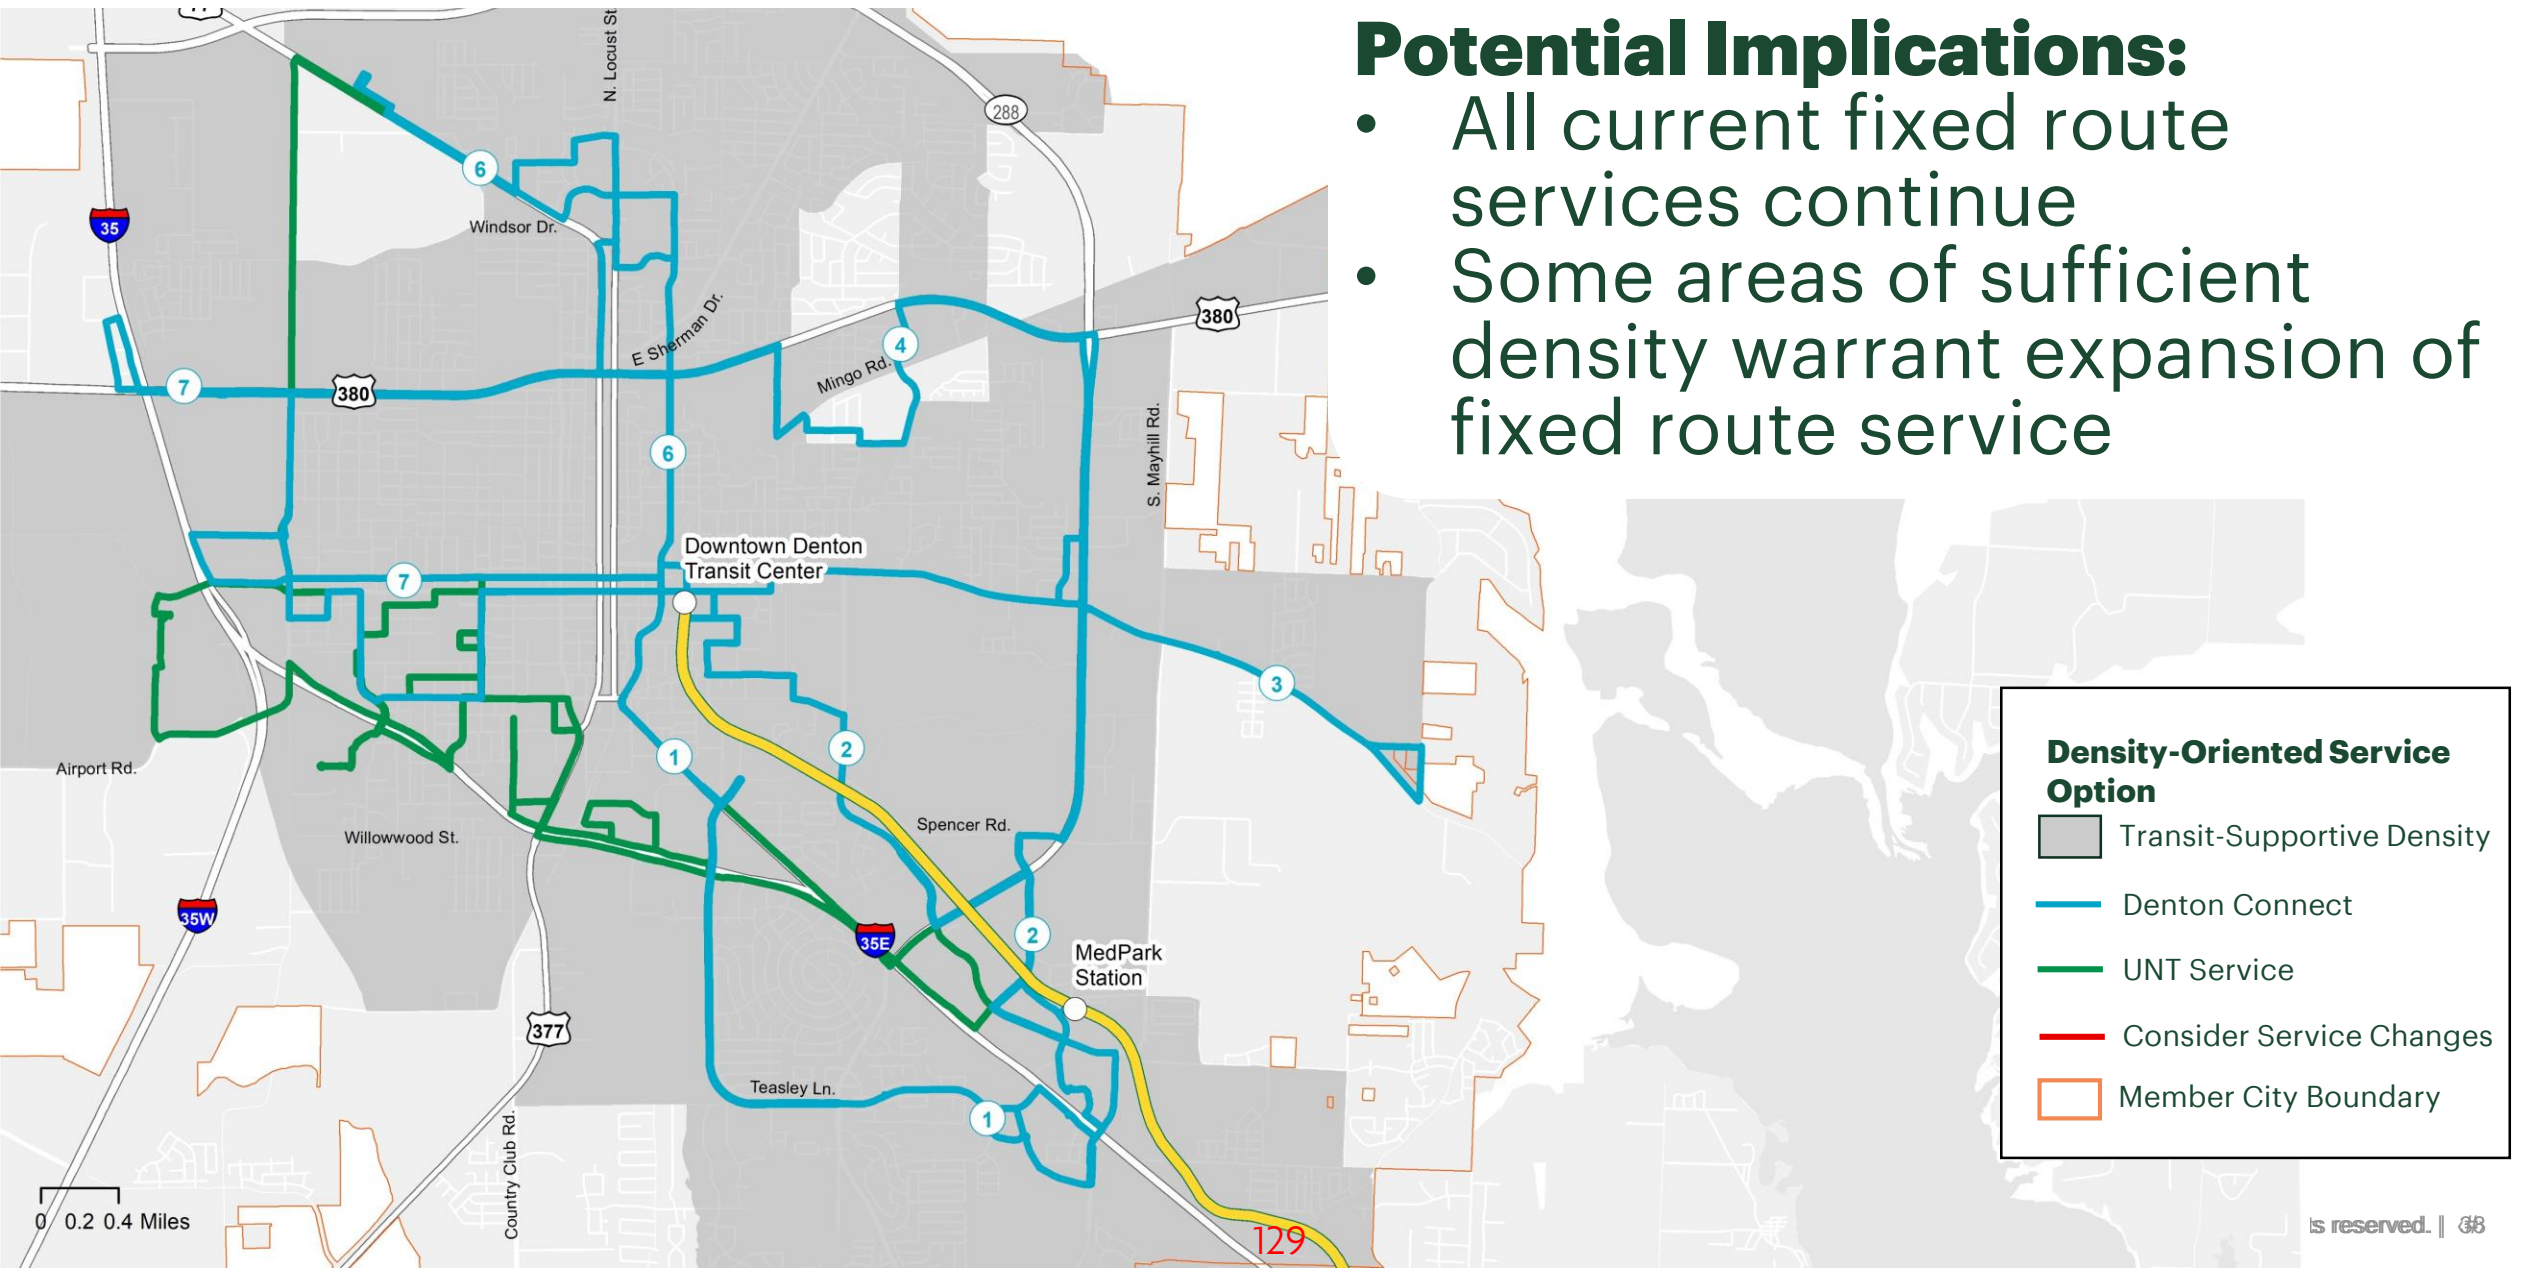 Potential Implications:
• All current fixed route
services continue
• Some areas of sufficient
density warrant expansion of
fixed route service
N. Locust St.
288
6
35
Windsor Dr.
380
E Sherman Dr.
4
Mingo Rd.
7
380
S. Mayhill Rd.
6
Downtown Denton
Transit Center
7
3
1
2
Airport Rd.
Spencer Rd.
Willowwood St.
35W
35E
2
MedPark
Station
377
Teasley Ln.
1
Country Club Rd.
0 0.2 0.4 Miles
129
Density-Oriented Service
Option
Transit-Supportive Density
Denton Connect
UNT Service
Consider Service Changes
Member City Boundary
s reserved. |